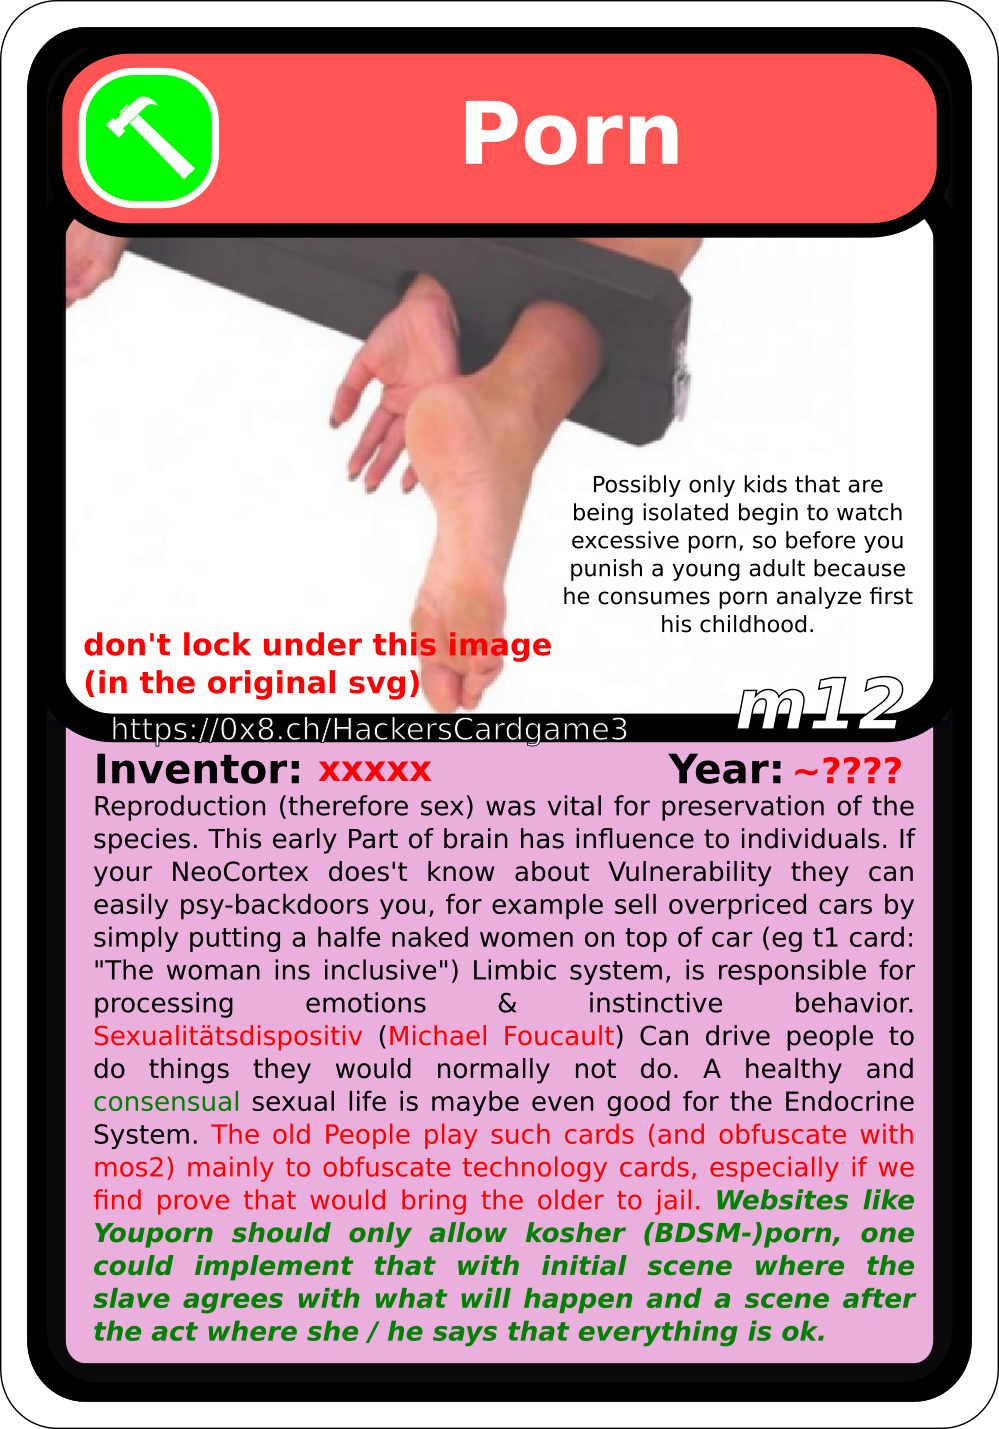 Porn
Possibly only kids that are
being isolated begin to watch
excessive porn, so before you
punish a young adult because
he consumes porn analyze first
his childhood.
don't lock under this image
(in the original svg)
m12
https://0x8.ch/HackersCardgame3
Inventor: xxxxx Year: ~????
Reproduction (therefore sex) was vital for preservation of the
species. This early Part of brain has influence to individuals. If
your NeoCortex does't know about Vulnerability they can
easily psy-backdoors you, for example sell overpriced cars by
simply putting a halfe naked women on top of car (eg t1 card:
"The woman ins inclusive") Limbic system, is responsible for
processing emotions & instinctive behavior.
Sexualitätsdispositiv (Michael Foucault) Can drive people to
do things they would normally not do. A healthy and
consensual sexual life is maybe even good for the Endocrine
System. The old People play such cards (and obfuscate with
mos2) mainly to obfuscate technology cards, especially if we
find prove that would bring the older to jail. Websites like
Youporn should only allow kosher (BDSM-)porn, one
could implement that with initial scene where the
slave agrees with what will happen and a scene after
the act where she / he says that everything is ok.